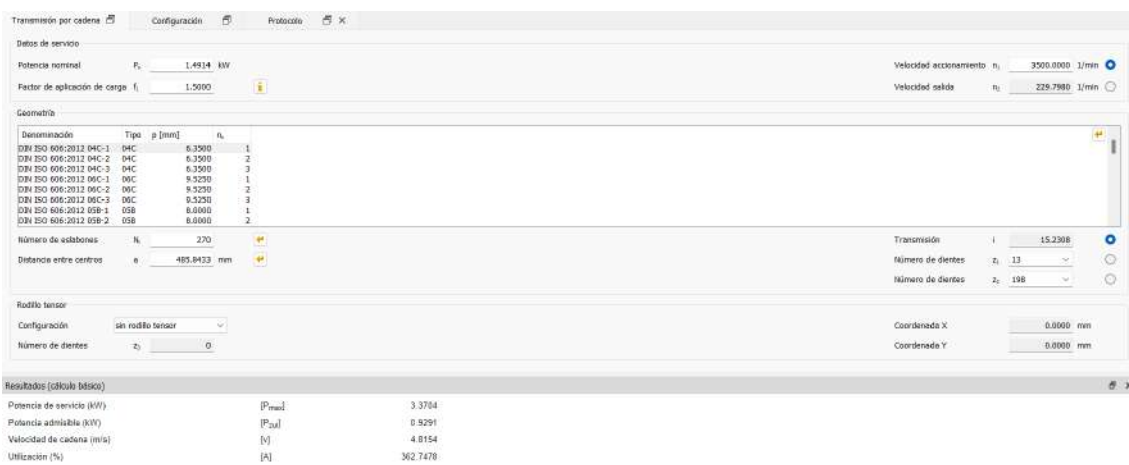 Transmisión por cadena Configuración Protocolo
Datos de servicio
Potencia nominal P 1.4914 kW Velocidad accionamiento n₁ 3500.0000 1/min
Factor de aplicación de carga f₁ 1.5000 Velocidad salida n₂ 229.7980 1/min
Geometría
Denominación Tipo p [mm] n
DIN ISO 606:2012 04C-1 04C 6.3500 1
DIN ISO 606:2012 04C-2 04C 6.3500 2
DIN ISO 606:2012 04C-3 04C 6.3500 3
DIN ISO 606:2012 06C-1 06C 9.5250 1
DIN ISO 606:2012 06C-2 06C 9.5250 2
DIN ISO 606:2012 06C-3 06C 9.5250 3
DIN ISO 606:2012 05B-1 05B 8.0000 1
DIN ISO 606:2012 05B-2 05B 8.0000 2
Número de eslabones N 270 Transmisión i 15.2308
Distancia entre centros a 485.8433 mm Número de dientes z₁ 13
Número de dientes z₂ 198
Rodillo tensor
Configuración sin rodillo tensor Coordenada X 0.0000 mm
Número de dientes z₃ 0 Coordenada Y 0.0000 mm
Resultados (cálculo básico)
Potencia de servicio (kW) [Pmax] 3.3704
Potencia admisible (kW) [Pzul] 0.9291
Velocidad de cadena (m/s) [v] 4.8154
Utilización (%) [A] 362.7478